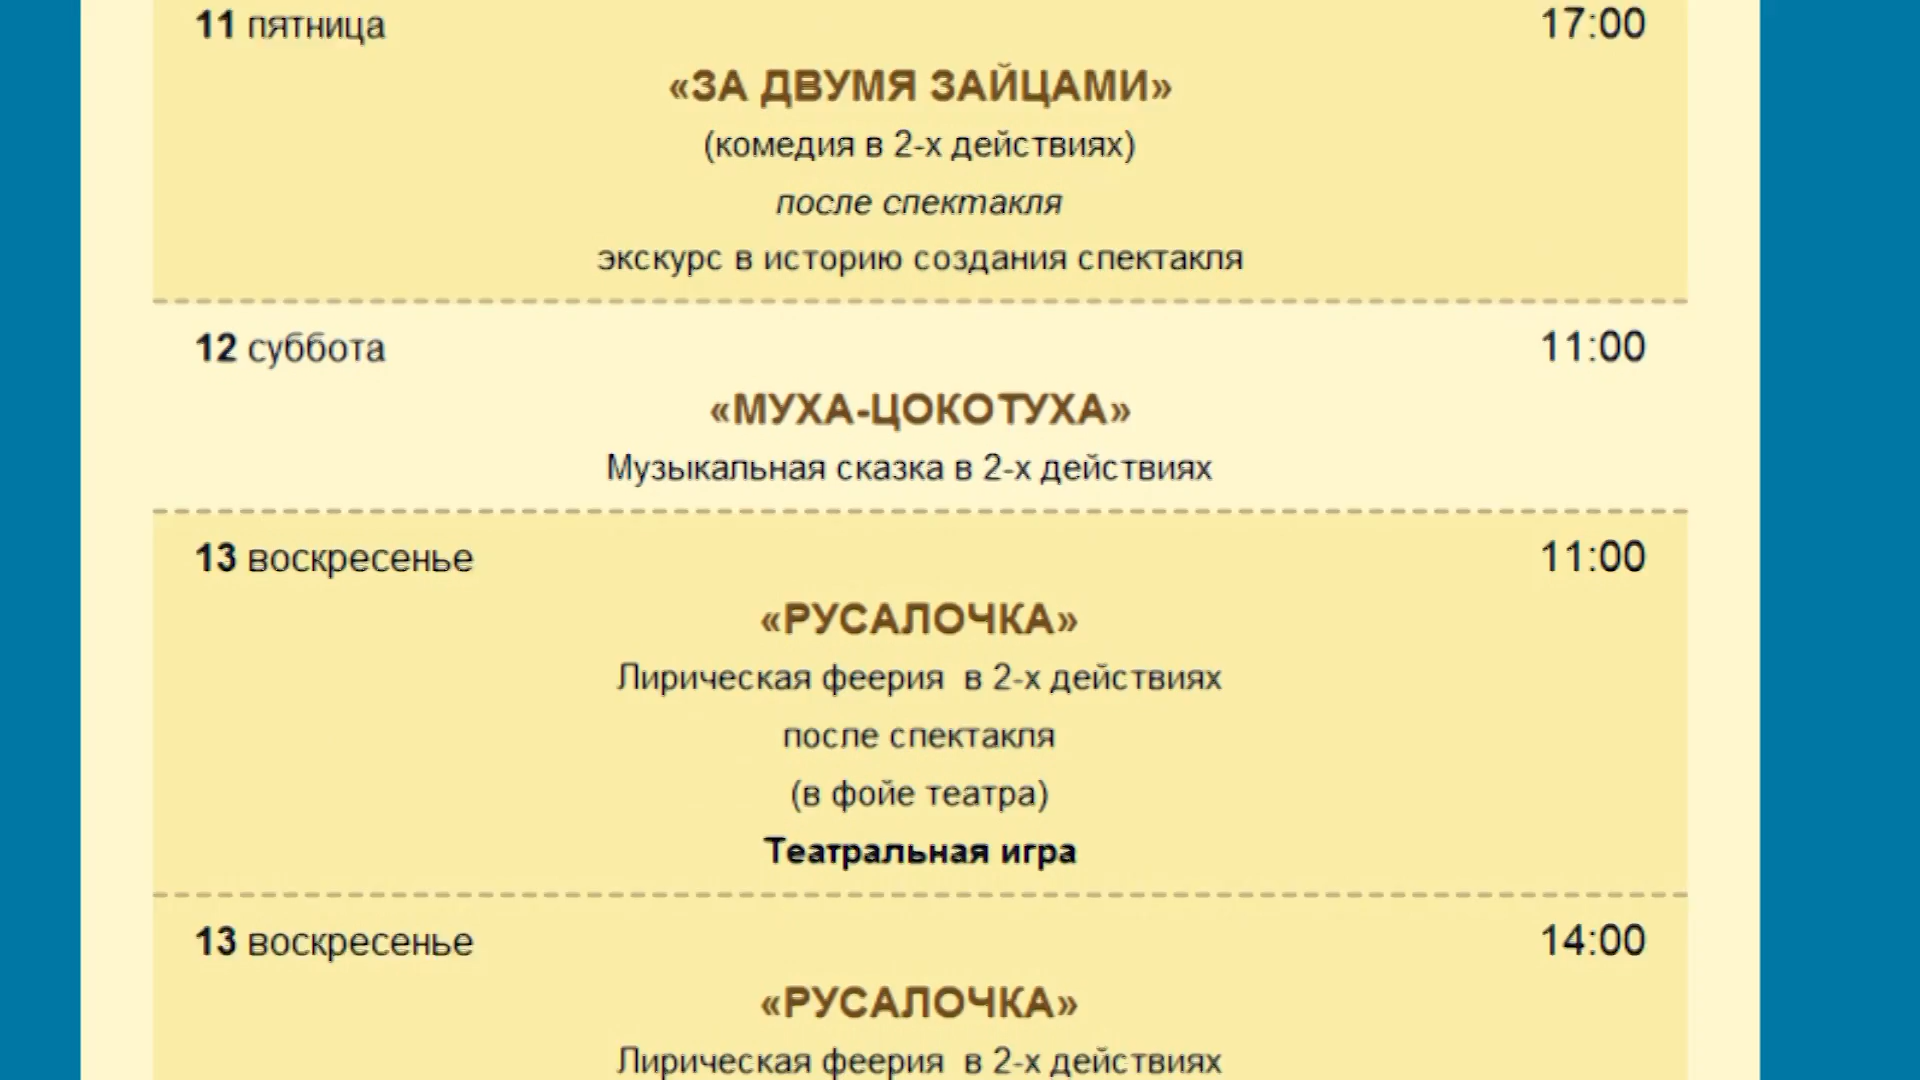 11 пятница 17:00
«ЗА ДВУМЯ ЗАЙЦАМИ»
(комедия в 2-х действиях)
после спектакля
экскурс в историю создания спектакля
12 суббота 11:00
«МУХА-ЦОКОТУХА»
Музыкальная сказка в 2-х действиях
13 воскресенье 11:00
«РУСАЛОЧКА»
Лирическая феерия в 2-х действиях
после спектакля
(в фойе театра)
Театральная игра
13 воскресенье 14:00
«РУСАЛОЧКА»
Лирическая феерия в 2-х действиях